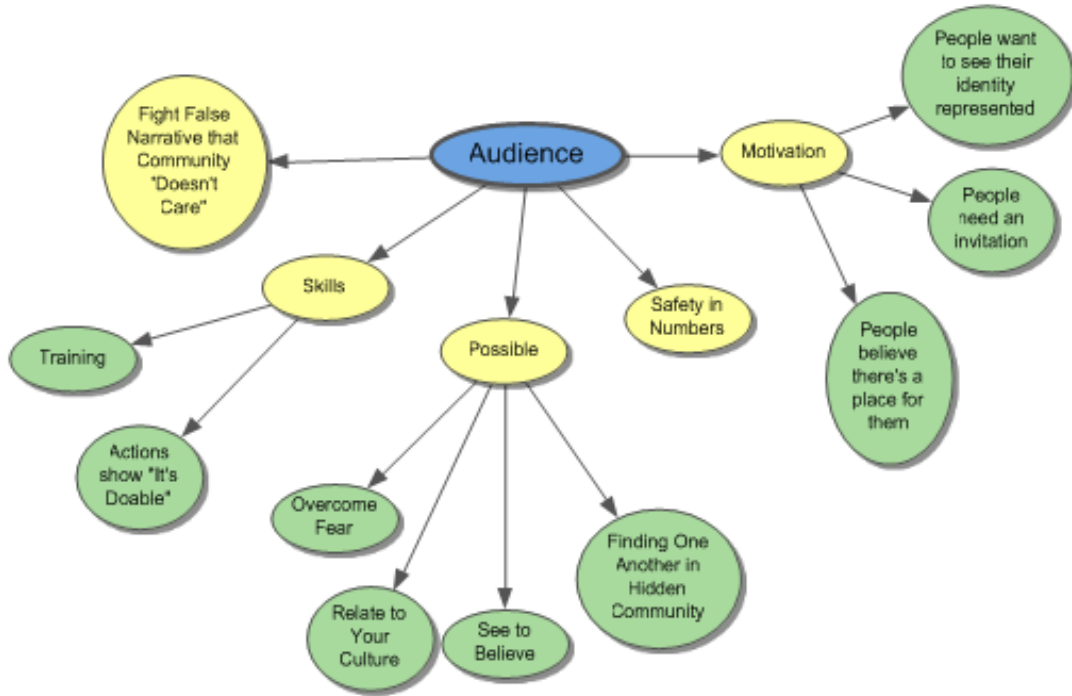 People want
to see their
identity
represented
Fight False
Narrative that
Community
"Doesn't
Care"
Audience
Motivation
People
need an
invitation
Skills
Safety in
Numbers
Possible
Training
People
believe
there's a
place for
them
Actions
show "It's
Doable"
Overcome
Fear
Finding One
Another in
Hidden
Community
Relate to
Your
Culture
See to
Believe